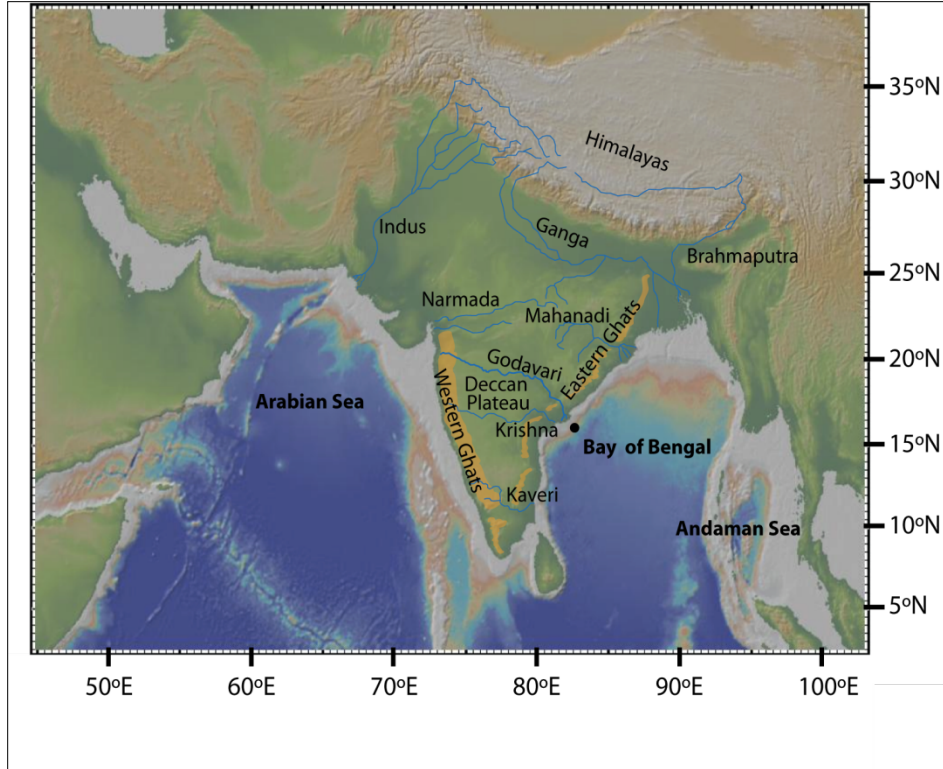 35ºN
Himalayas
30ºN
Indus
Ganga
Brahmaputra
25ºN
Narmada
Mahanadi
Eastern Ghats
20ºN
Godavari
Western Ghats
Deccan
Plateau
Arabian Sea
Krishna
15ºN
Bay of Bengal
Kaveri
10ºN
Andaman Sea
5ºN
50ºE
60ºE
70ºE
80ºE
90ºE
100ºE